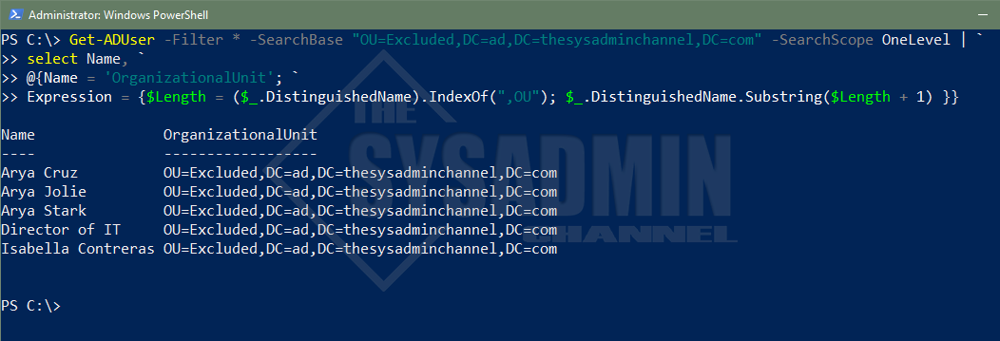 Administrator: Windows PowerShell
PS C:\> Get-ADUser -Filter * -SearchBase "OU=Excluded,DC=ad,DC=thesysadminchannel,DC=com" -SearchScope OneLevel | `
>> select Name, `
>> @{Name = 'OrganizationalUnit'; `
>> Expression = {$Length = ($_.DistinguishedName).IndexOf(",OU"); $_.DistinguishedName.Substring($Length + 1) }}
Name OrganizationalUnit
---- ------------------
Arya Cruz OU=Excluded,DC=ad,DC=thesysadminchannel,DC=com
Arya Jolie OU=Excluded,DC=ad,DC=thesysadminchannel,DC=com
Arya Stark OU=Excluded,DC=ad,DC=thesysadminchannel,DC=com
Director of IT OU=Excluded,DC=ad,DC=thesysadminchannel,DC=com
Isabella Contreras OU=Excluded,DC=ad,DC=thesysadminchannel,DC=com
PS C:\>
THE
SYSADMIN
CHANNEL